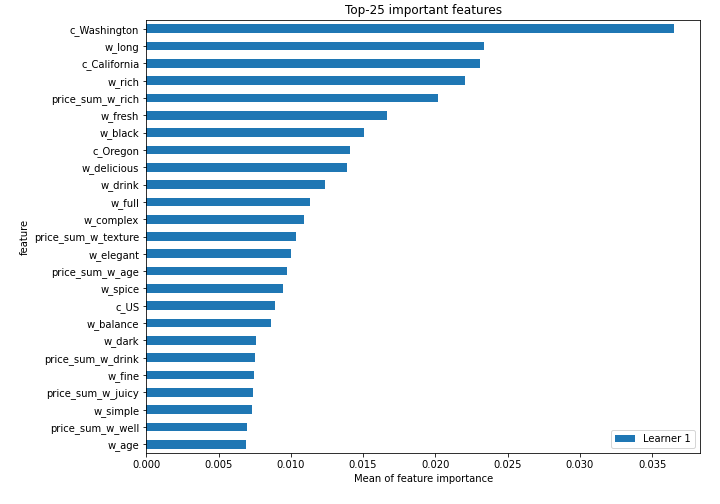 Top-25 important features
c_Washington
w_long
c_California
w_rich
price_sum_w_rich
w_fresh
w_black
c_Oregon
w_delicious
w_drink
w_full
w_complex
price_sum_w_texture
w_elegant
price_sum_w_age
w_spice
c_US
w_balance
w_dark
price_sum_w_drink
w_fine
price_sum_w_juicy
w_simple
price_sum_w_well
w_age
feature
Learner 1
0.000 0.005 0.010 0.015 0.020 0.025 0.030 0.035
Mean of feature importance